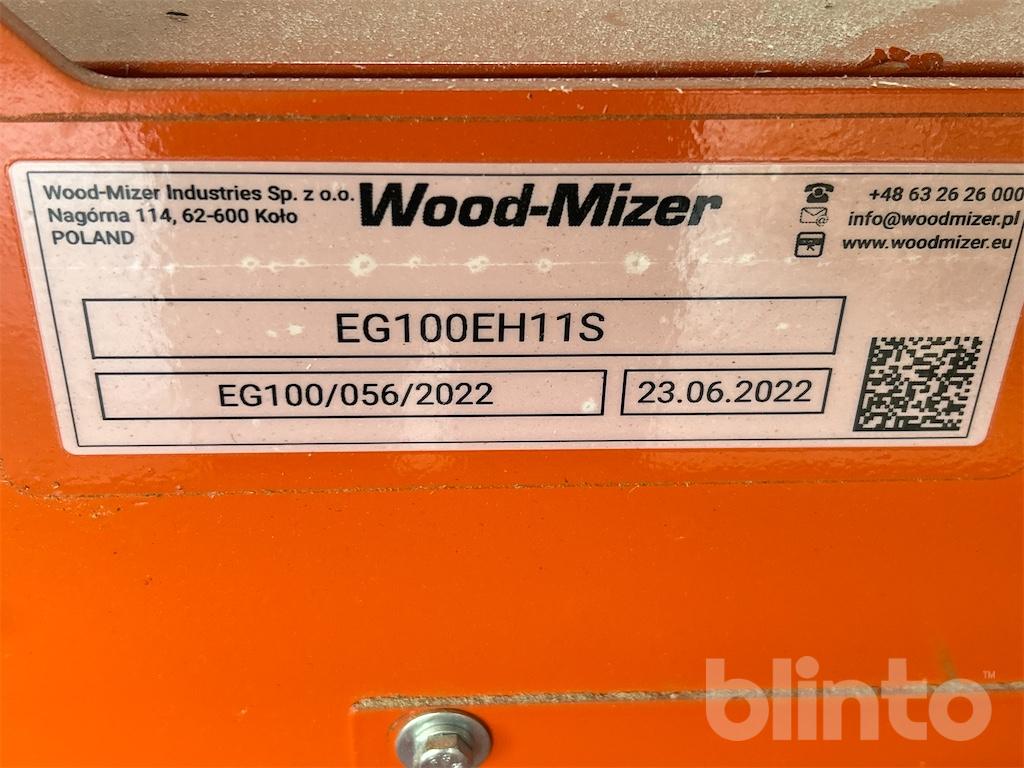 Wood-Mizer Industries Sp. z o.o.
Nagórna 114, 62-600 Koło
POLAND
Wood-Mizer
+48 63 26 26 000
info@woodmizer.pl
www.woodmizer.eu
EG100EH11S
EG100/056/2022
23.06.2022
blinto™